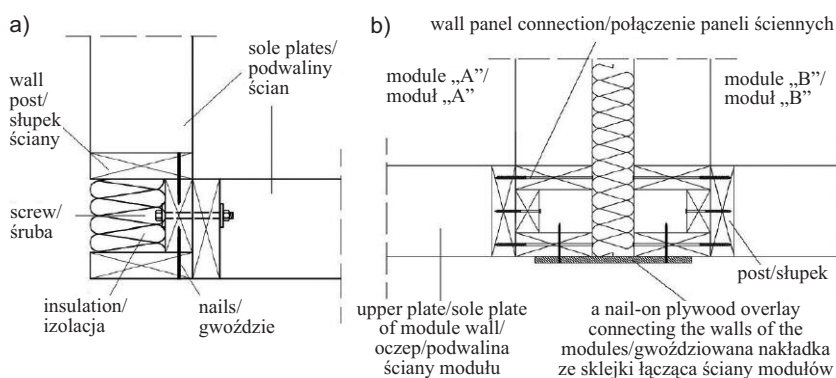 a)
sole plates/
podwaliny
ścian
wall
post/
słupek
ściany
screw/
śruba
insulation/
izolacja
nails/
gwoździe
b)
wall panel connection/połączenie paneli ściennych
module „A”/
moduł „A”
module „B”/
moduł „B”
post/słupek
upper plate/sole plate
of module wall/
oczep/podwalina
ściany modułu
a nail-on plywood overlay
connecting the walls of the
modules/gwoździowana nakładka
ze sklejki łącząca ściany modułów